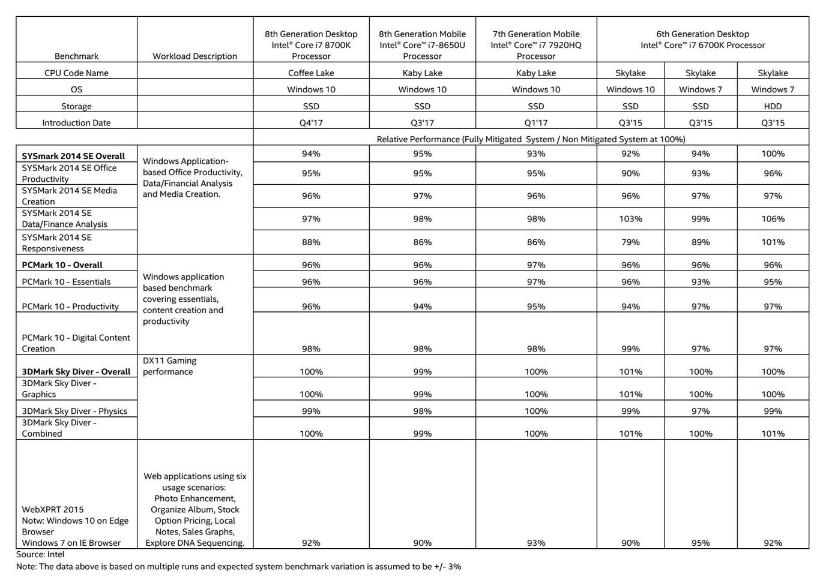 Benchmark Workload Description 8th Generation Desktop Intel® Core i7 8700K Processor 8th Generation Mobile Intel® Core™ i7-8650U Processor 7th Generation Mobile Intel® Core™ i7 7920HQ Processor 6th Generation Desktop Intel® Core™ i7 6700K Processor
CPU Code Name Coffee Lake Kaby Lake Kaby Lake Skylake Skylake Skylake
OS Windows 10 Windows 10 Windows 10 Windows 10 Windows 7 Windows 7
Storage SSD SSD SSD SSD SSD HDD
Introduction Date Q4'17 Q3'17 Q1'17 Q3'15 Q3'15 Q3'15
Relative Performance (Fully Mitigated System / Non Mitigated System at 100%)
Windows Application-based Office Productivity, Data/Financial Analysis and Media Creation.
SYSmark 2014 SE Overall 94% 95% 93% 92% 94% 100%
SYSMark 2014 SE Office Productivity 95% 95% 95% 90% 93% 96%
SYSMark 2014 SE Media Creation 96% 97% 96% 96% 97% 97%
SYSMark 2014 SE Data/Finance Analysis 97% 98% 98% 103% 99% 106%
SYSMark 2014 SE Responsiveness 88% 86% 86% 79% 89% 101%
Windows application based benchmark covering essentials, content creation and productivity
PCMark 10 - Overall 96% 96% 97% 96% 96% 96%
PCMark 10 - Essentials 96% 96% 97% 96% 93% 95%
PCMark 10 - Productivity 96% 94% 95% 94% 97% 97%
PCMark 10 - Digital Content Creation 98% 98% 98% 99% 97% 97%
DX11 Gaming performance
3DMark Sky Diver - Overall 100% 99% 100% 101% 100% 100%
3DMark Sky Diver - Graphics 100% 99% 100% 101% 100% 100%
3DMark Sky Diver - Physics 99% 98% 100% 99% 97% 99%
3DMark Sky Diver - Combined 100% 99% 100% 101% 100% 101%
WebXPRT 2015
Notw: Windows 10 on Edge Browser
Windows 7 on IE Browser
Web applications using six usage scenarios: Photo Enhancement, Organize Album, Stock Option Pricing, Local Notes, Sales Graphs, Explore DNA Sequencing.
92% 90% 93% 90% 95% 92%
Source: Intel
Note: The data above is based on multiple runs and expected system benchmark variation is assumed to be +/- 3%